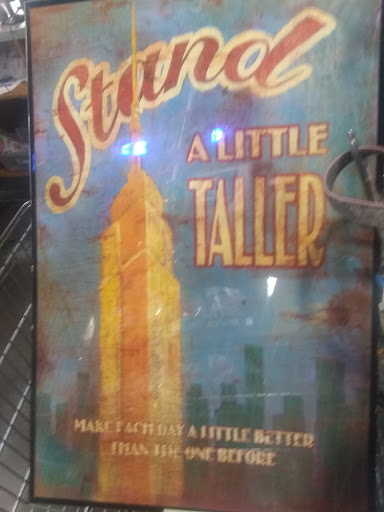 Stand
A LITTLE
TALLER
MAKE EACH DAY A LITTLE BETTER
THAN THE ONE BEFORE